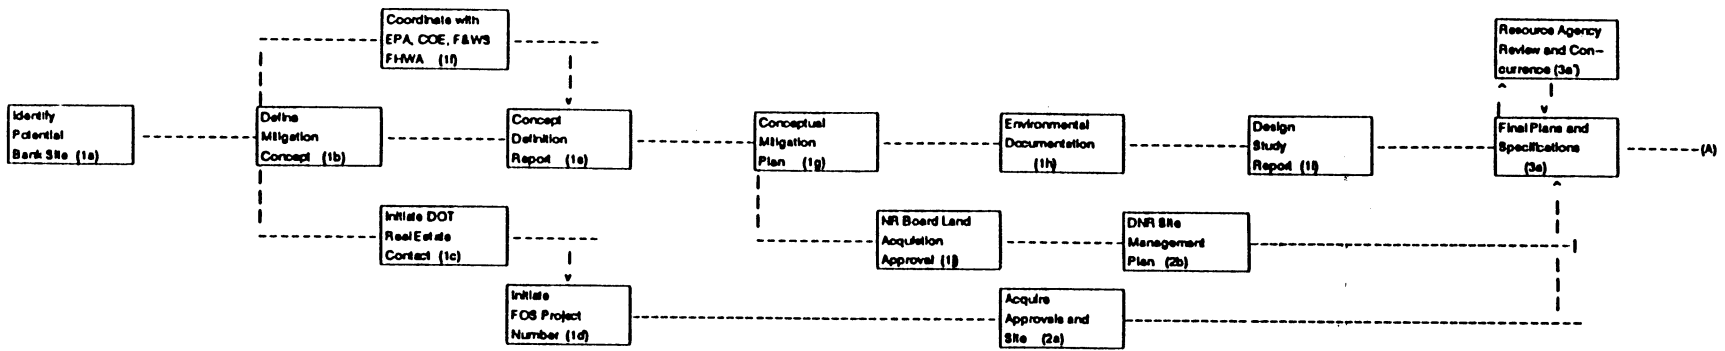 Coordinate with
EPA, COE, F&WS
FHWA (1f)
Resource Agency
Review and Con-
currence (3a')
Identify
Potential
Bank Site (1a)
Define
Mitigation
Concept (1b)
Concept
Definition
Report (1e)
Conceptual
Mitigation
Plan (1g)
Environmental
Documentation
(1h)
Design
Study
Report (1i)
Final Plans and
Specifications
(3a)
(A)
Initiate DOT
Real Estate
Contact (1c)
NR Board Land
Acquistion
Approval (1j)
DNR Site
Management
Plan (2b)
Initiate
FOS Project
Number (1d)
Acquire
Approvals and
Site (2a)